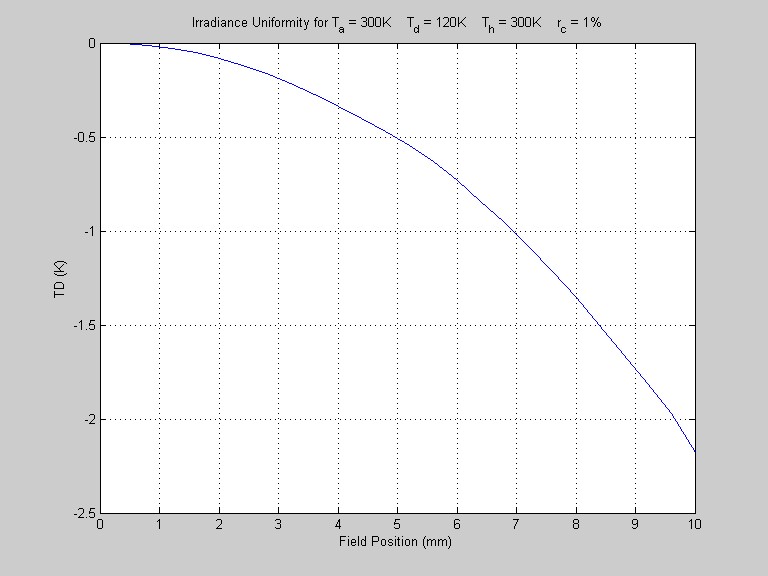 Irradiance Uniformity for Ta = 300K Td = 120K Th = 300K rc = 1%
0
-0.5
-1
-1.5
-2
-2.5
TD (K)
0 1 2 3 4 5 6 7 8 9 10
Field Position (mm)